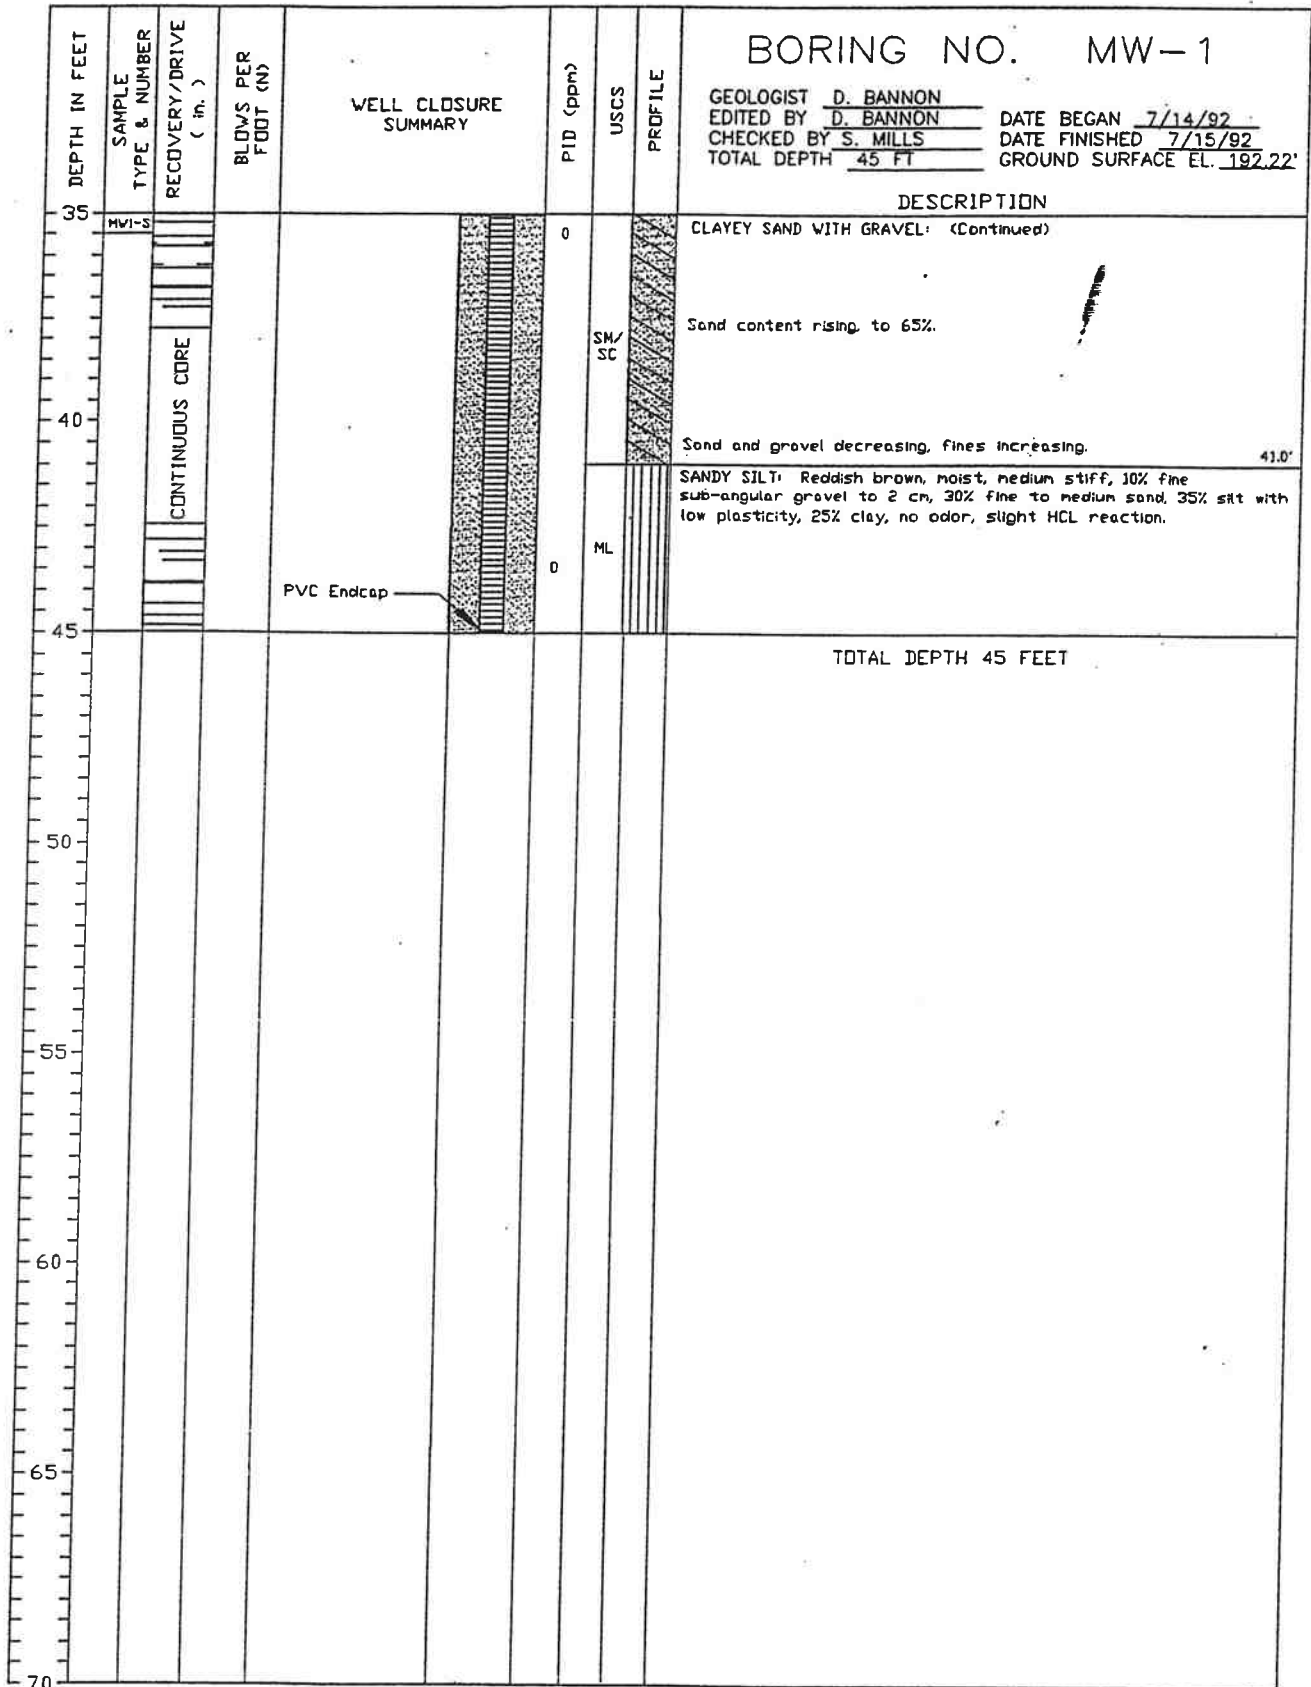 BORING NO. MW-1
GEOLOGIST D. BANNON
EDITED BY D. BANNON
CHECKED BY S. MILLS
TOTAL DEPTH 45 FT
DATE BEGAN 7/14/92
DATE FINISHED 7/15/92
GROUND SURFACE EL. 192.22'
DEPTH IN FEET
SAMPLE
TYPE & NUMBER
RECOVERY/DRIVE
( in. )
BLOWS PER
FOOT (N)
WELL CLOSURE
SUMMARY
PID (ppm)
USCS
PROFILE
DESCRIPTION
35
MW1-S
0
CLAYEY SAND WITH GRAVEL: (Continued)
Sand content rising, to 65%.
SM/
SC
CONTINUOUS CORE
40
Sand and gravel decreasing, fines increasing.
41.0'
SANDY SILT: Reddish brown, moist, medium stiff, 10% fine
sub-angular gravel to 2 cm, 30% fine to medium sand, 35% silt with
low plasticity, 25% clay, no odor, slight HCL reaction.
ML
0
PVC Endcap
45
TOTAL DEPTH 45 FEET
50
55
60
65
70